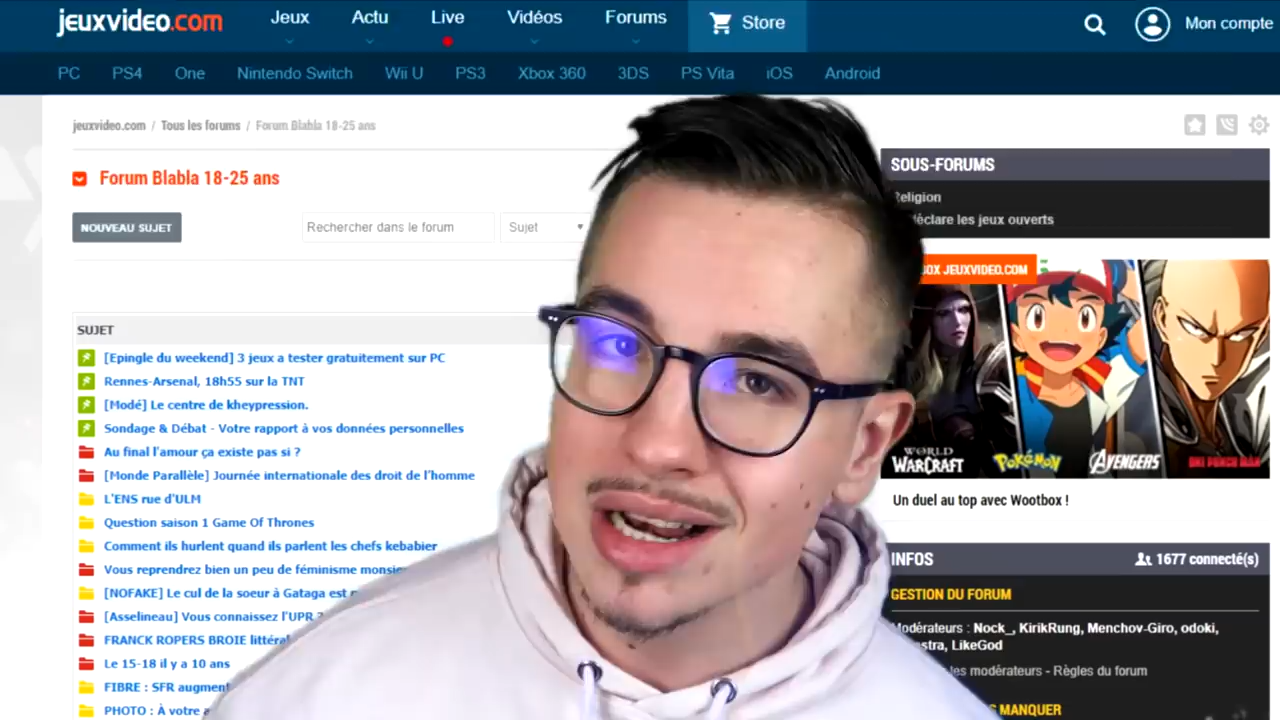 jeuxvideo.com
Jeux Actu Live Vidéos Forums Store Mon compte
PC PS4 One Nintendo Switch Wii U PS3 Xbox 360 3DS PS Vita iOS Android
jeuxvideo.com / Tous les forums / Forum Blabla 18-25 ans
Forum Blabla 18-25 ans
NOUVEAU SUJET
Rechercher dans le forum
Sujet
SUJET
[Epingle du weekend] 3 jeux a tester gratuitement sur PC
Rennes-Arsenal, 18h55 sur la TNT
[Modé] Le centre de kheypression.
Sondage & Débat - Votre rapport à vos données personnelles
Au final l'amour ça existe pas si ?
[Monde Parallèle] Journée internationale des droit de l'homme
L'ENS rue d'ULM
Question saison 1 Game Of Thrones
Comment ils hurlent quand ils parlent les chefs kebabier
Vous reprendrez bien un peu de féminisme
[NOFAKE] Le cul de la soeur à Gataga est
[Asselineau] Vous connaissez l'UPR ?
FRANCK ROPERS BROIE
Le 15-18 il y a 10 ans
FIBRE : SFR
PHOTO : À votre
SOUS-FORUMS
Religion
les jeux ouverts
JEUXVIDEO.COM
WORLD
WARCRAFT
POKÉMON
AVENGERS
ONE PUNCH MAN
Un duel au top avec Wootbox !
INFOS
1677 connecté(s)
GESTION DU FORUM
Modérateurs : Nock_, KirikRung, Menchov-Giro, odoki,
LikeGod
les modérateurs - Règles du forum
MANQUER